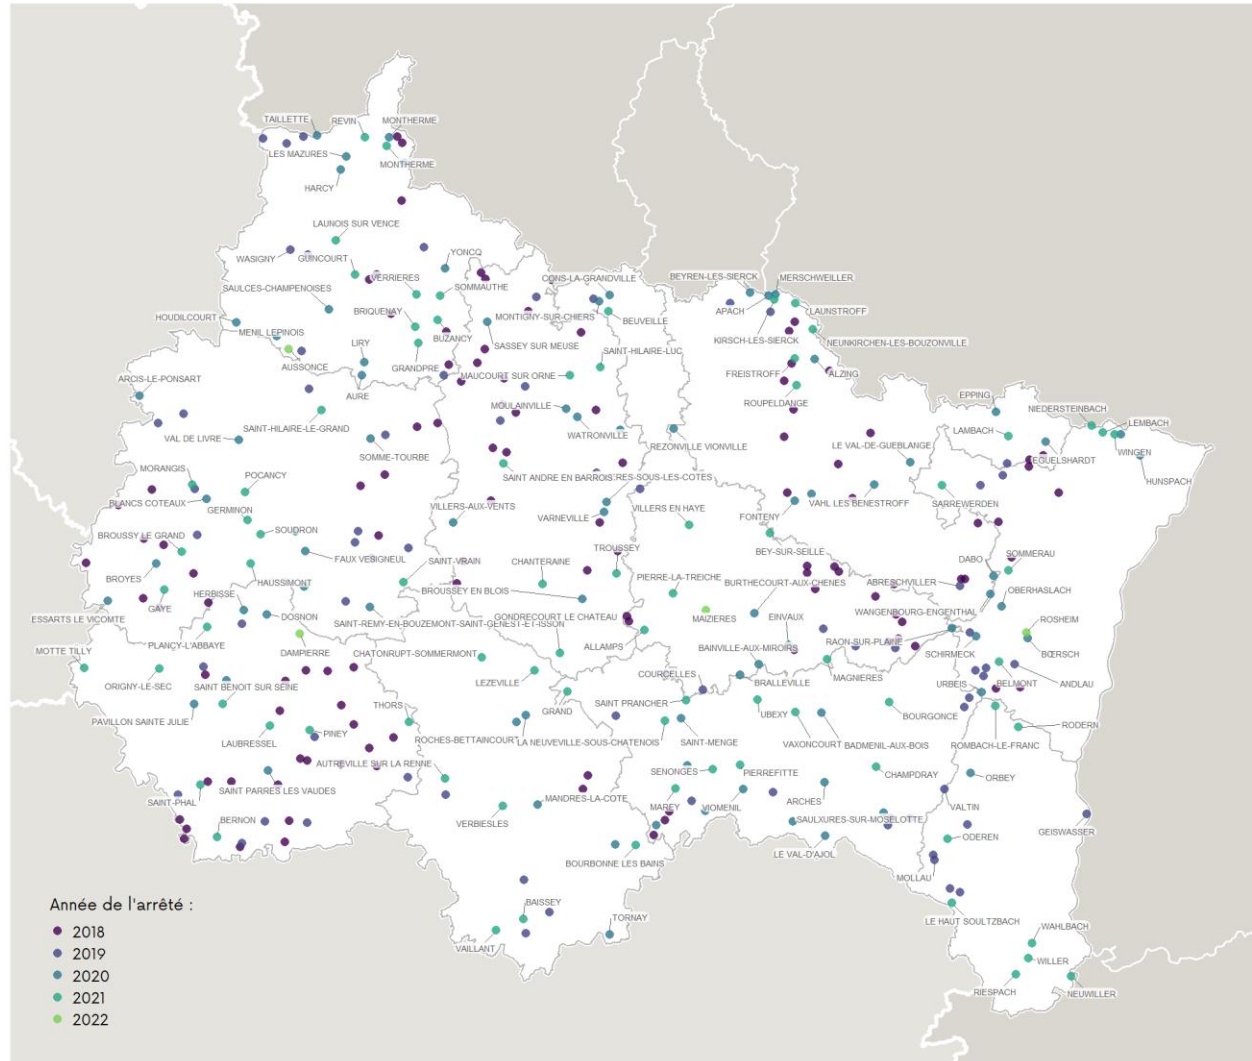 TAILLETTE
REVIN
MONTHERME
LES MAZURES
MONTHERME
HARCY
LAUNOIS SUR VENCE
WASIGNY
GUINCOURT
YONCQ
VERRIERES
SOMMAUTHE
CONS-LA-GRANDVILLE
BEYREN-LES-SIERCK
MERSCHWEILLER
SAULCES-CHAMPENOISES
BRIQUENAY
MONTIGNY-SUR-CHIERS
BEUVEILLE
APACH
LAUNSTROFF
HOUDILCOURT
MENIL LEPINOIS
BUZANCY
SASSEY SUR MEUSE
KIRSCH-LES-SIERCK
NEUNKIRCHEN-LES-BOUZONVILLE
LIRY
SAINT-HILAIRE-LUC
AUSSONCE
GRANDPRE
MAUCOURT SUR ORNE
FREISTROFF
ALZING
ARCIS-LE-PONSART
AURE
ROUPELDANGE
EPPING
MOULAINVILLE
NIEDERSTEINBACH
SAINT-HILAIRE-LE-GRAND
LEMBACH
VAL DE LIVRE
WATRONVILLE
REZONVILLE VIONVILLE
LE VAL-DE-GUEBLANGE
LAMBACH
SOMME-TOURBE
WINGEN
EGUELSHARDT
MORANGIS
POCANCY
SAINT ANDRE EN BARROIS
RES-SOUS-LES-COTES
HUNSPACH
BLANCS COTEAUX
VILLERS-AUX-VENTS
VAHL LES BENESTROFF
SARREWERDEN
GERMINON
VARNEVILLE
VILLERS EN HAYE
FONTENY
BROUSSY LE GRAND
SOUDRON
FAUX VESIGNEUL
SAINT-VRAIN
CHANTERAINE
TROUSSEY
BEY-SUR-SEILLE
DABO
SOMMERAU
BROYES
HAUSSIMONT
PIERRE-LA-TREICHE
BURTHECOURT-AUX-CHENES
ABRESCHVILLER
GAYE
HERBISSE
BROUSSEY EN BLOIS
OBERHASLACH
ESSARTS LE VICOMTE
DOSNON
GONDRECOURT LE CHATEAU
MAIZIERES
EINVAUX
WANGENBOURG-ENGENTHAL
ROSHEIM
SAINT-REMY-EN-BOUZEMONT-SAINT-GENEST-ET-ISSON
PLANCY-L'ABBAYE
ALLAMPS
RAON-SUR-PLAINE
DAMPIERRE
BAINVILLE-AUX-MIROIRS
SCHIRMECK
BŒRSCH
MOTTE TILLY
CHATONRUPT-SOMMERMONT
COURCELLES
MAGNIERES
ORIGNY-LE-SEC
LEZEVILLE
BRALLEVILLE
URBEIS
BELMONT
ANDLAU
SAINT BENOIT SUR SEINE
GRAND
SAINT PRANCHER
UBEXY
BOURGONCE
RODERN
PAVILLON SAINTE JULIE
THORS
LAUBRESSEL
PINEY
ROCHES-BETTAINCOURT
LA NEUVEVILLE-SOUS-CHATENOIS
SAINT-MENGE
VAXONCOURT
BADMENIL-AUX-BOIS
ROMBACH-LE-FRANC
AUTREVILLE SUR LA RENNE
SENONGES
PIERREFITTE
CHAMPDRAY
ORBEY
SAINT PARRES LES VAUDES
SAINT-PHAL
MANDRES-LA-COTE
MAREY
VIOMENIL
ARCHES
VALTIN
BERNON
VERBIESLES
SAULXURES-SUR-MOSELOTTE
GEISWASSER
ODEREN
BOURBONNE LES BAINS
LE VAL-D'AJOL
MOLLAU
BAISSEY
TORNAY
LE HAUT SOULTZBACH
VAILLANT
WAHLBACH
WILLER
RIESPACH
NEUWILLER
Année de l'arrêté :
2018
2019
2020
2021
2022